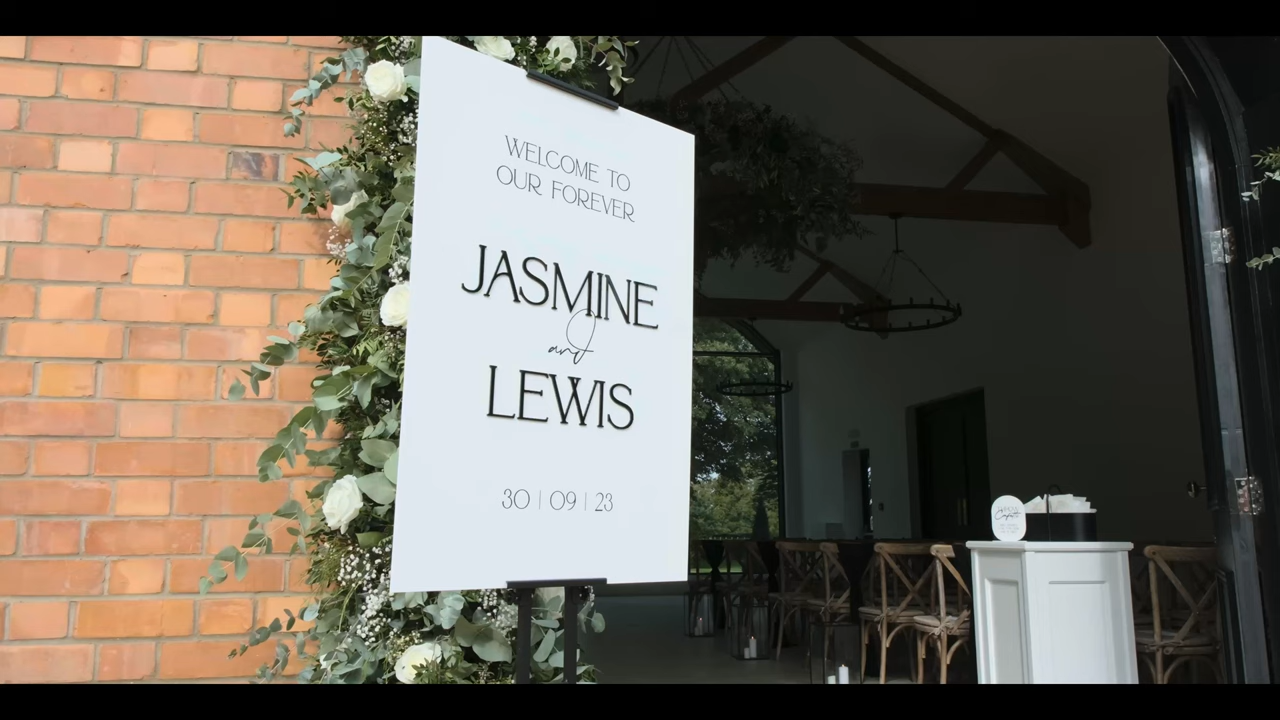 WELCOME TO
OUR FOREVER
JASMINE
and
LEWIS
30 | 09 | 23